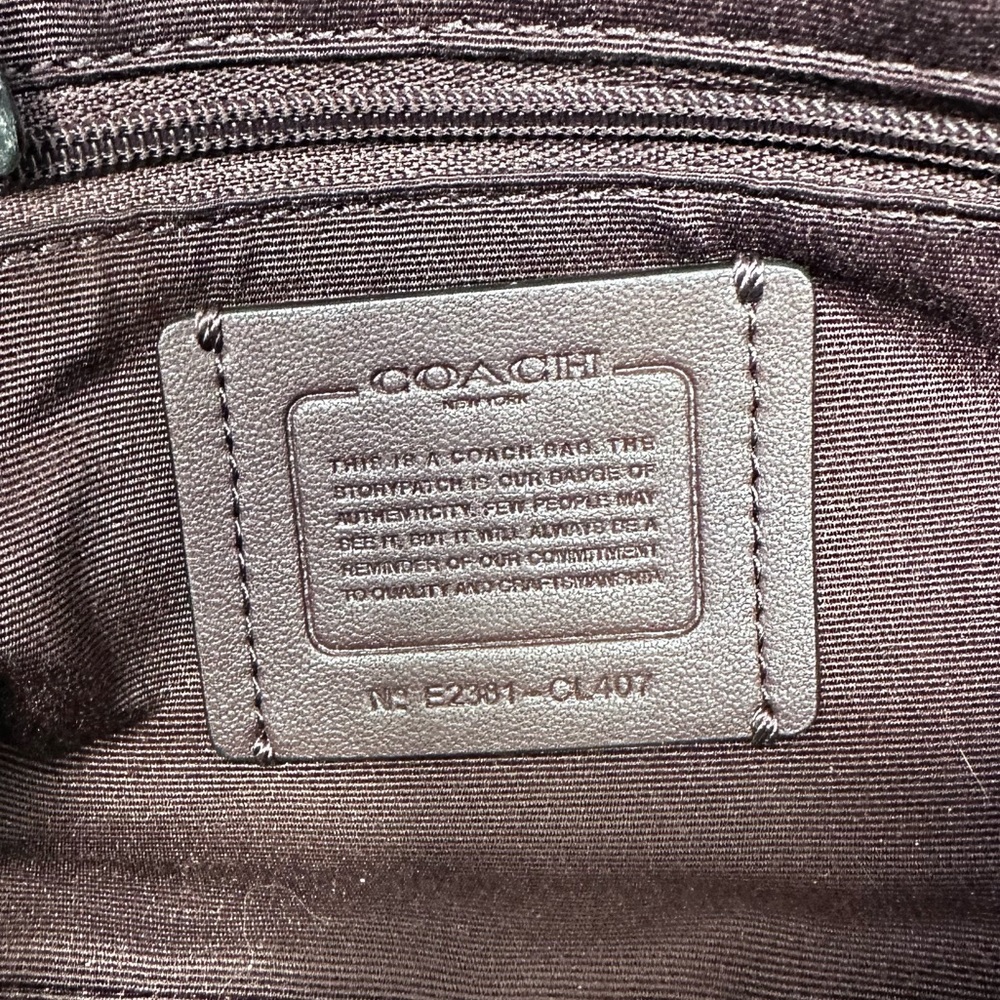 COACH
NEW YORK
THIS IS A COACH BAG. THE
STORYPATCH IS OUR BADGE OF
AUTHENTICITY. FEW PEOPLE MAY
SEE IT, BUT IT WILL ALWAYS BE A
REMINDER OF OUR COMMITMENT
TO QUALITY AND CRAFTSMANSHIP.
Nº E2381-CL407